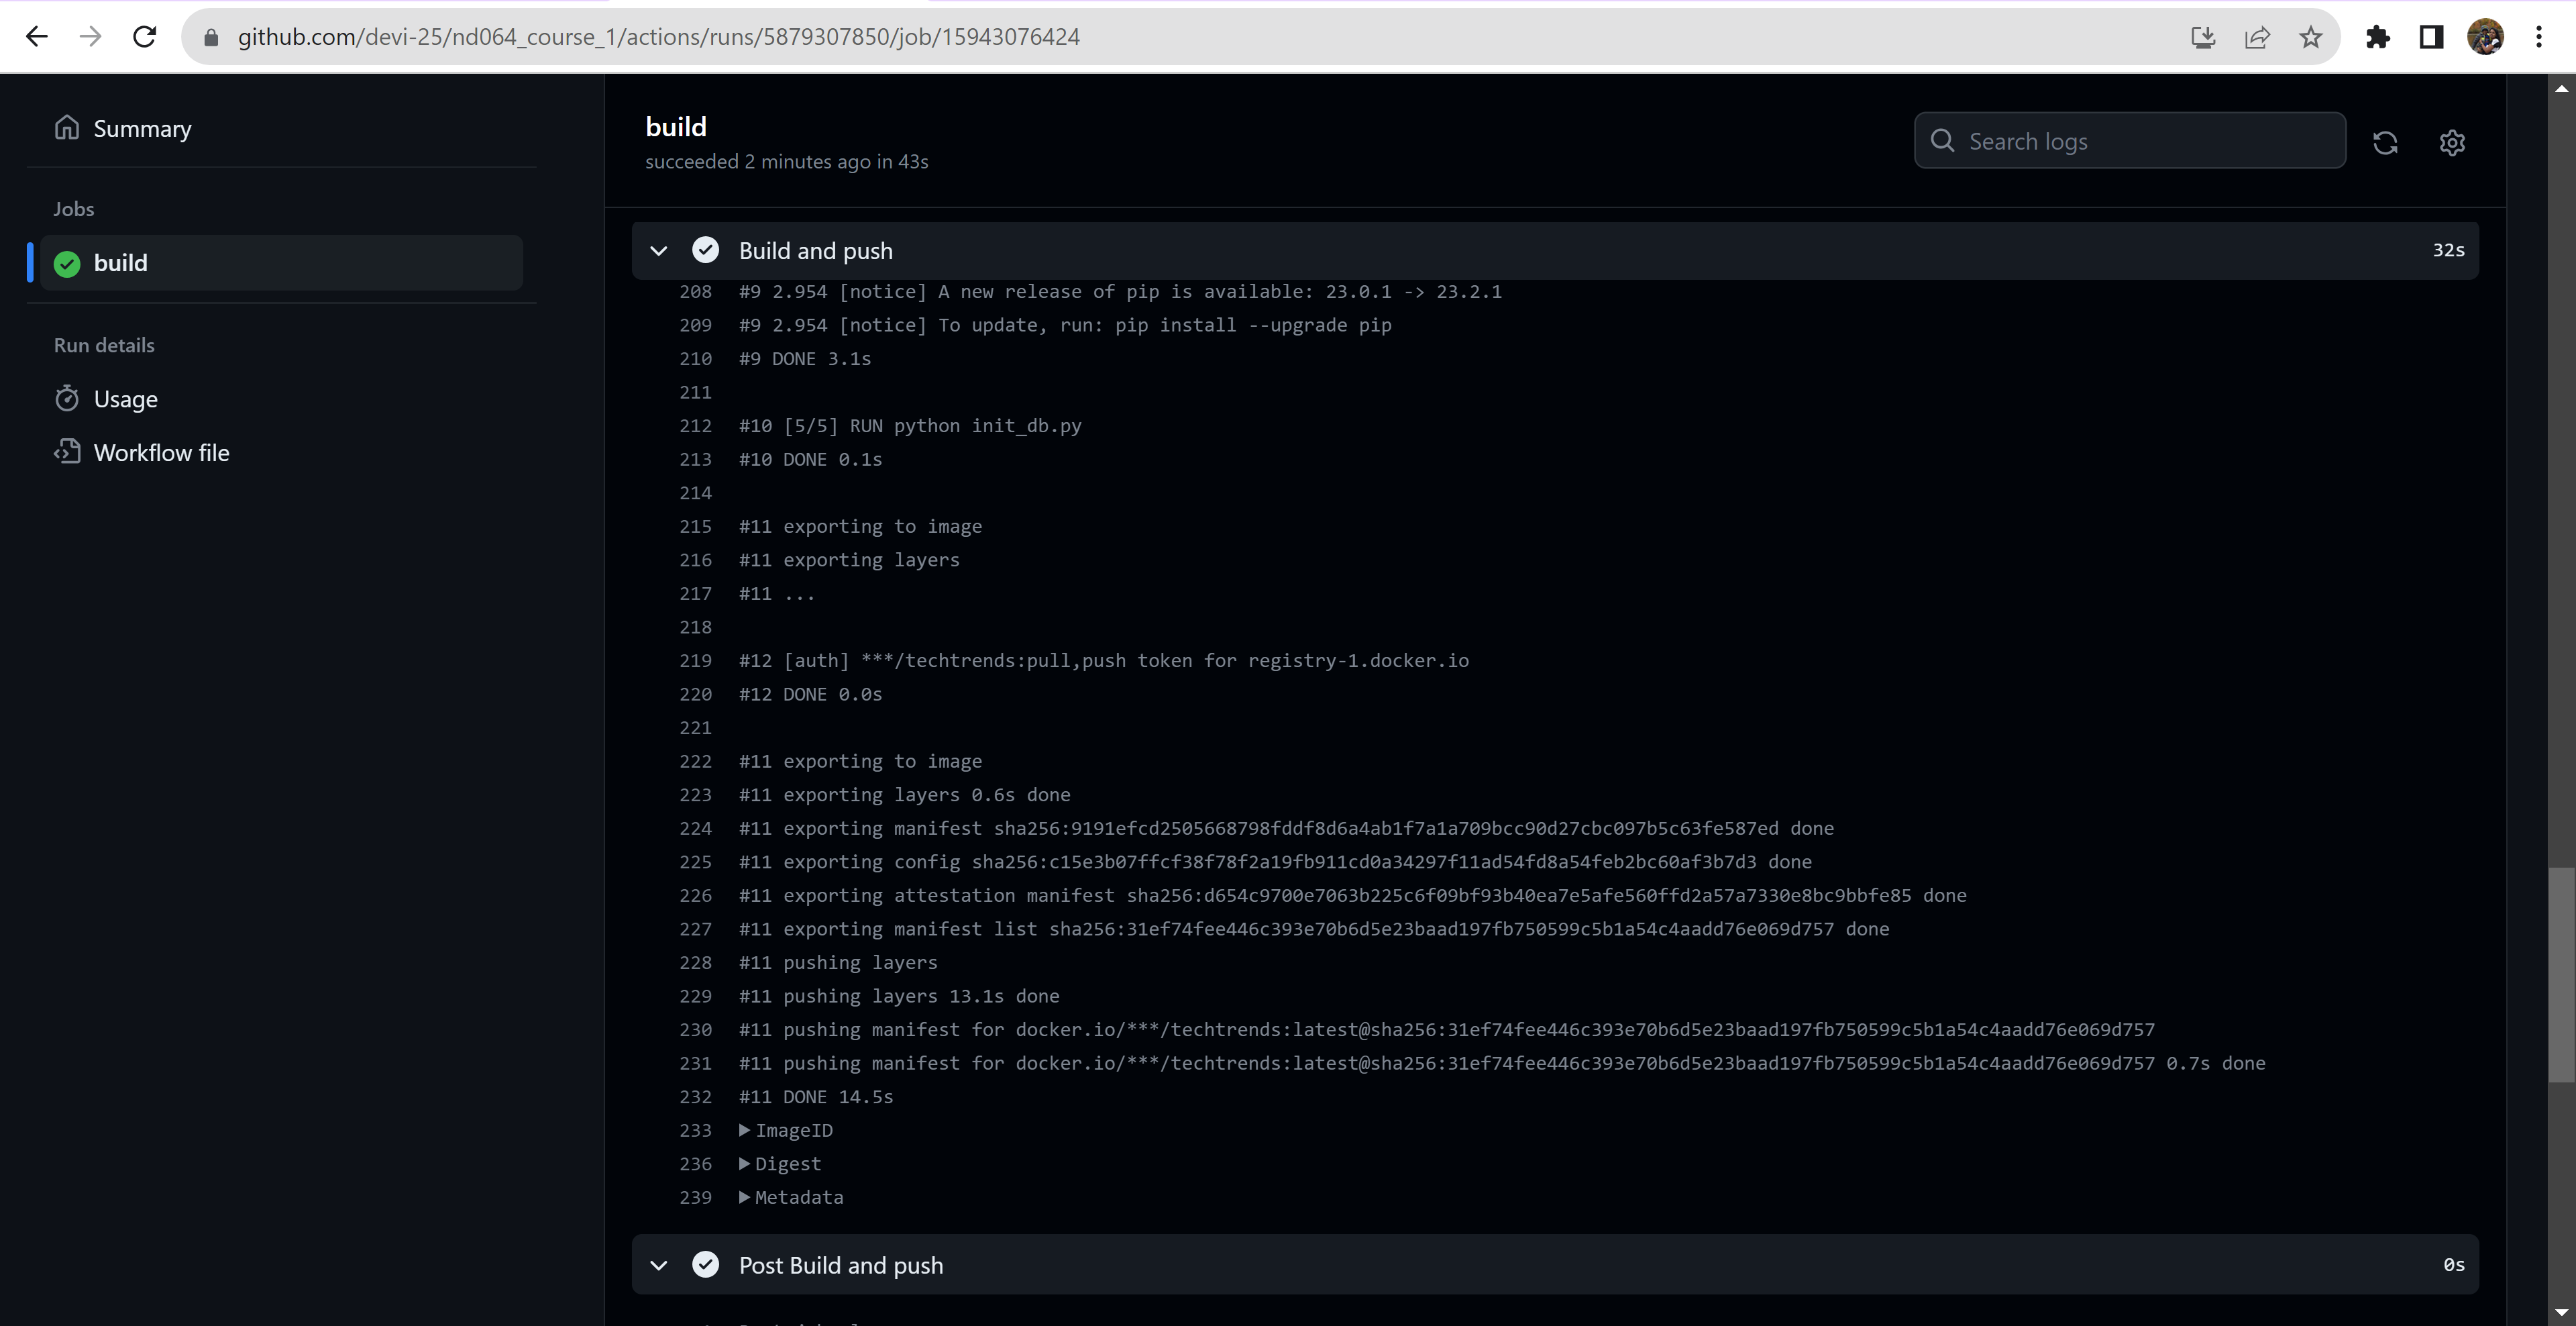 github.com/devi-25/nd064_course_1/actions/runs/5879307850/job/15943076424
Summary
Jobs
build
Run details
Usage
Workflow file
build
succeeded 2 minutes ago in 43s
Search logs
Build and push 32s
208 #9 2.954 [notice] A new release of pip is available: 23.0.1 -> 23.2.1
209 #9 2.954 [notice] To update, run: pip install --upgrade pip
210 #9 DONE 3.1s
211
212 #10 [5/5] RUN python init_db.py
213 #10 DONE 0.1s
214
215 #11 exporting to image
216 #11 exporting layers
217 #11 ...
218
219 #12 [auth] ***/techtrends:pull,push token for registry-1.docker.io
220 #12 DONE 0.0s
221
222 #11 exporting to image
223 #11 exporting layers 0.6s done
224 #11 exporting manifest sha256:9191efcd2505668798fddf8d6a4ab1f7a1a709bcc90d27cbc097b5c63fe587ed done
225 #11 exporting config sha256:c15e3b07ffcf38f78f2a19fb911cd0a34297f11ad54fd8a54feb2bc60af3b7d3 done
226 #11 exporting attestation manifest sha256:d654c9700e7063b225c6f09bf93b40ea7e5afe560ffd2a57a7330e8bc9bbfe85 done
227 #11 exporting manifest list sha256:31ef74fee446c393e70b6d5e23baad197fb750599c5b1a54c4aadd76e069d757 done
228 #11 pushing layers
229 #11 pushing layers 13.1s done
230 #11 pushing manifest for docker.io/***/techtrends:latest@sha256:31ef74fee446c393e70b6d5e23baad197fb750599c5b1a54c4aadd76e069d757
231 #11 pushing manifest for docker.io/***/techtrends:latest@sha256:31ef74fee446c393e70b6d5e23baad197fb750599c5b1a54c4aadd76e069d757 0.7s done
232 #11 DONE 14.5s
233 ▶ImageID
236 ▶Digest
239 ▶Metadata
Post Build and push 0s